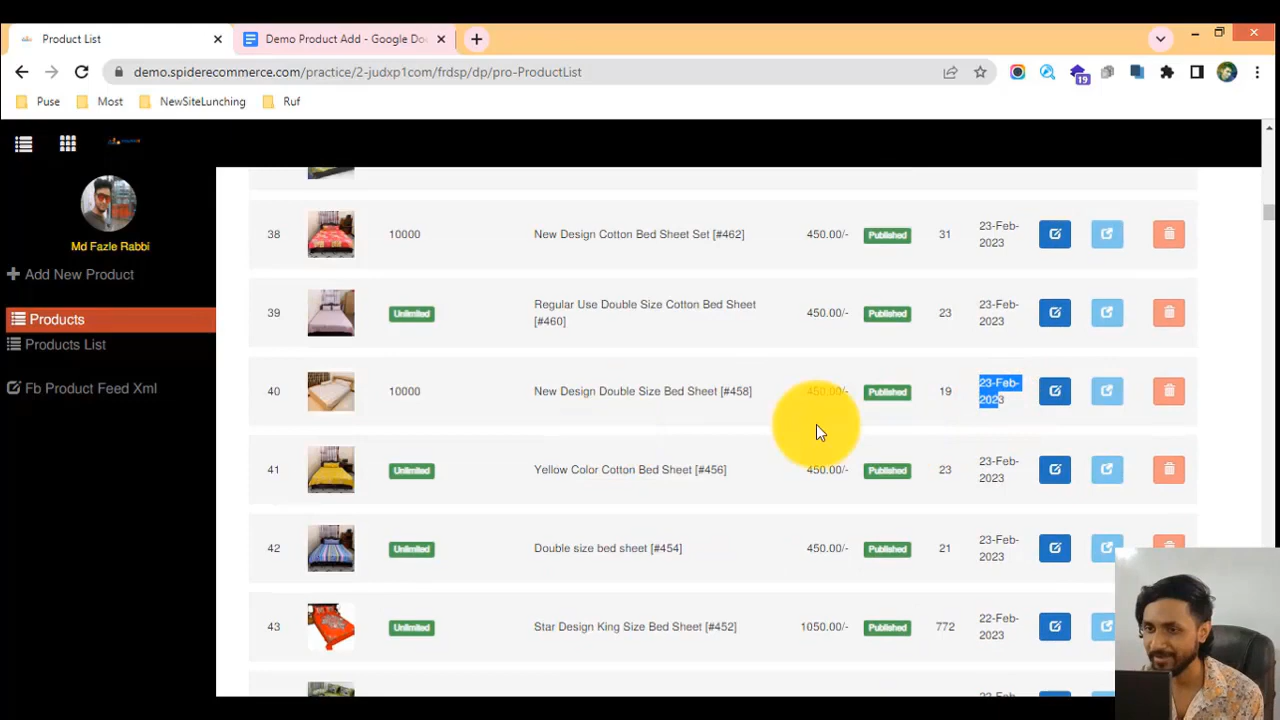 Product List
Demo Product Add - Google Doc
demo.spiderecommerce.com/practice/2-judxp1com/frdsp/dp/pro-ProductList
19
Puse
Most
NewSiteLunching
Ruf
Md Fazle Rabbi
Add New Product
Products
Products List
Fb Product Feed Xml
38 10000 New Design Cotton Bed Sheet Set [#462] 450.00/- Published 31 23-Feb-
2023
39 Unlimited Regular Use Double Size Cotton Bed Sheet
[#460] 450.00/- Published 23 23-Feb-
2023
40 10000 New Design Double Size Bed Sheet [#458] 450.00/- Published 19 23-Feb-
2023
41 Unlimited Yellow Color Cotton Bed Sheet [#456] 450.00/- Published 23 23-Feb-
2023
42 Unlimited Double size bed sheet [#454] 450.00/- Published 21 23-Feb-
2023
43 Unlimited Star Design King Size Bed Sheet [#452] 1050.00/- Published 772 22-Feb-
2023